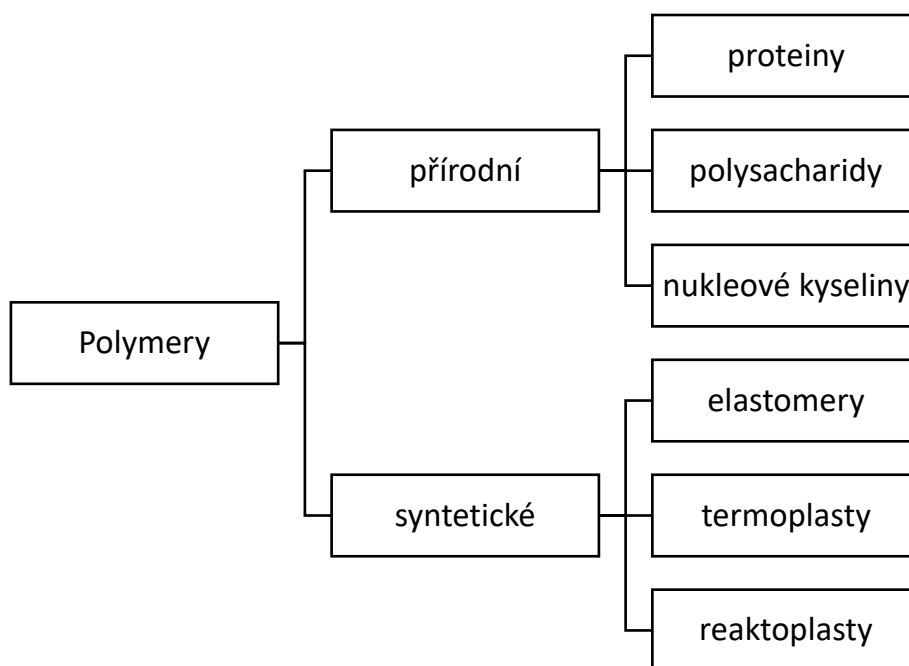 Polymery
přírodní
proteiny
polysacharidy
nukleové kyseliny
syntetické
elastomery
termoplasty
reaktoplasty